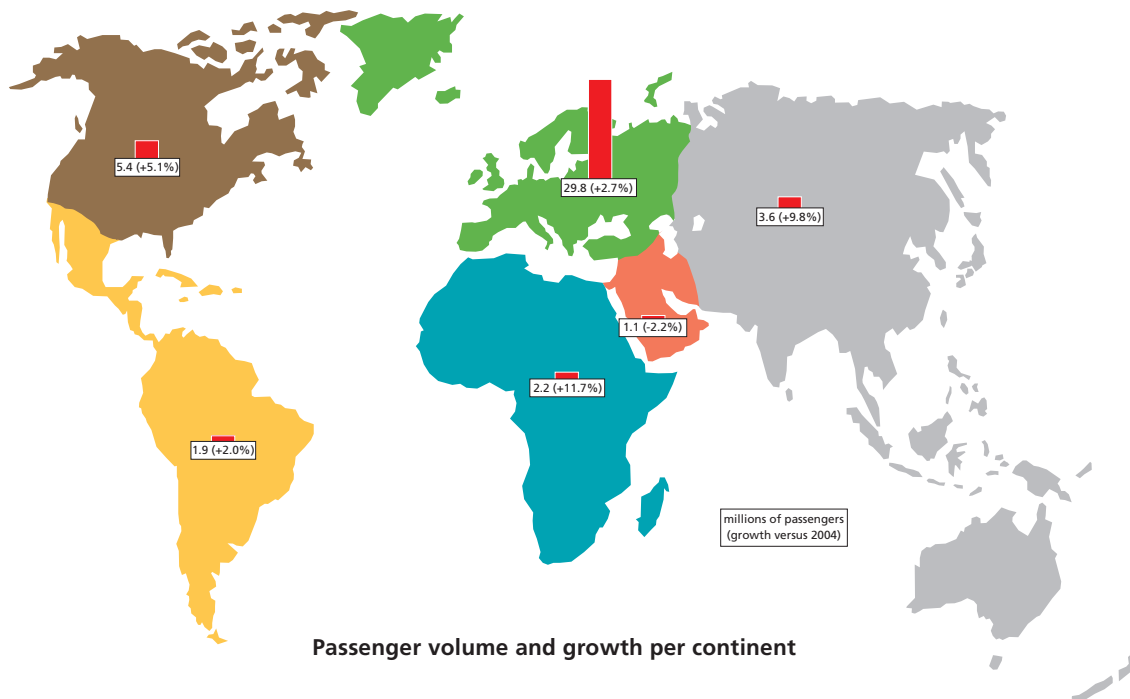 5.4 (+5.1%)
29.8 (+2.7%)
3.6 (+9.8%)
1.1 (-2.2%)
2.2 (+11.7%)
1.9 (+2.0%)
millions of passengers
(growth versus 2004)
Passenger volume and growth per continent